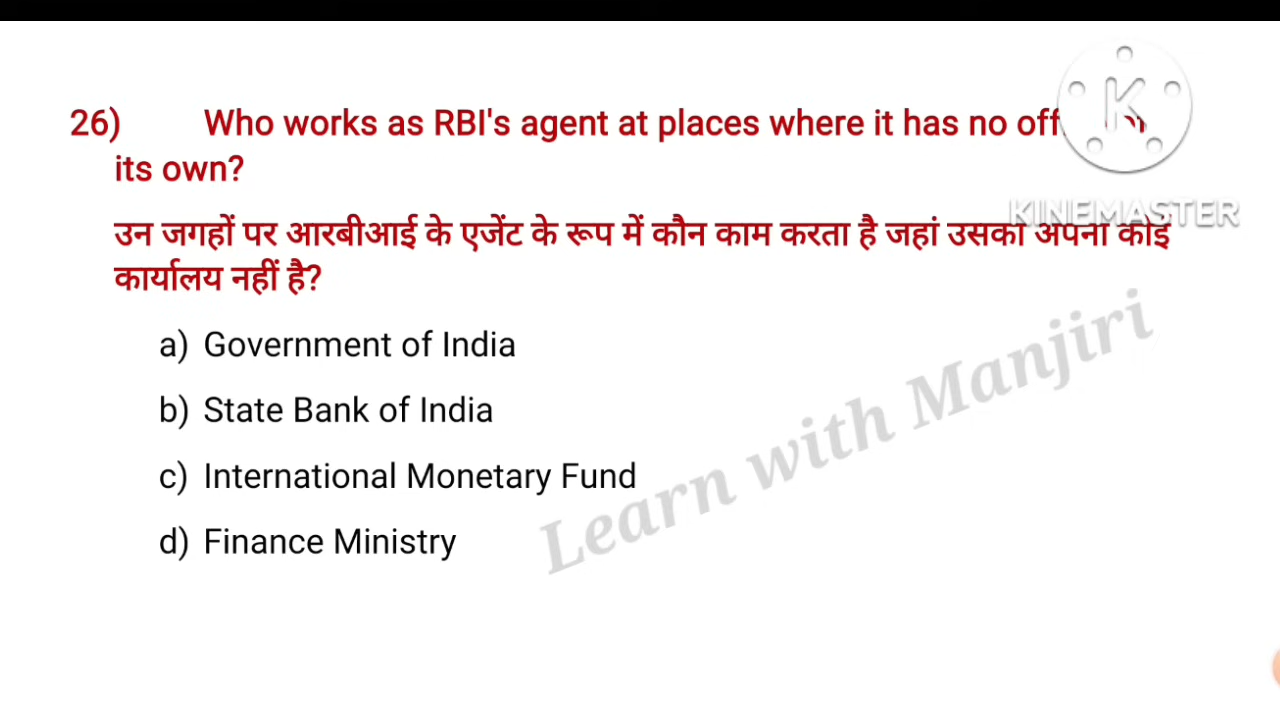 26) Who works as RBI's agent at places where it has no
its own?
उन जगहों पर आरबीआई के एजेंट के रूप में कौन काम करता है जहां उसका अपना कोई
कार्यालय नहीं है?
a) Government of India
b) State Bank of India
c) International Monetary Fund
d) Finance Ministry
Learn with Manjiri
K
KINEMASTER